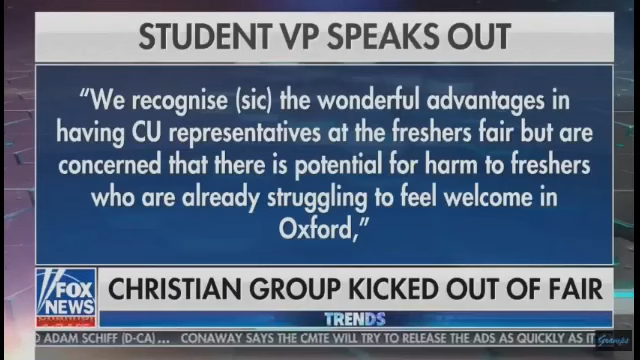 STUDENT VP SPEAKS OUT
“We recognise (sic) the wonderful advantages in
having CU representatives at the freshers fair but are
concerned that there is potential for harm to freshers
who are already struggling to feel welcome in
Oxford,”
FOX
NEWS
CHRISTIAN GROUP KICKED OUT OF FAIR
TRENDS
D ADAM SCHIFF (D-CA)... CONAWAY SAYS THE CMTE WILL TRY TO RELEASE THE ADS AS QUICKLY AS IT